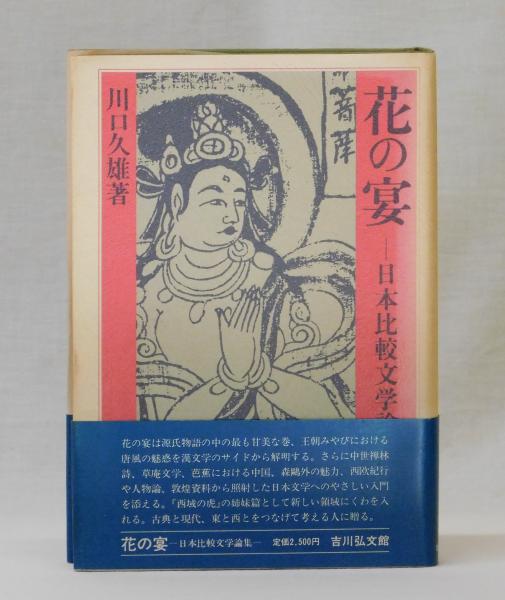 花の宴
―日本比較文学論
川口久雄著
菩薩
花の宴は源氏物語の中の最も甘美な巻、王朝みやびにおける
唐風の魅惑を漢文学のサイドから解明する。さらに中世禅林
詩、草庵文学、芭蕉における中国、森鷗外の魅力、西欧紀行
や人物論、敦煌資料から照射した日本文学へのやさしい入門
を添える。『西域の虎』の姉妹篇として新しい領域にくわを入
れる。古典と現代、東と西とをつなげて考える人に贈る。
花の宴―日本比較文学論集― 定価2,500円 吉川弘文館